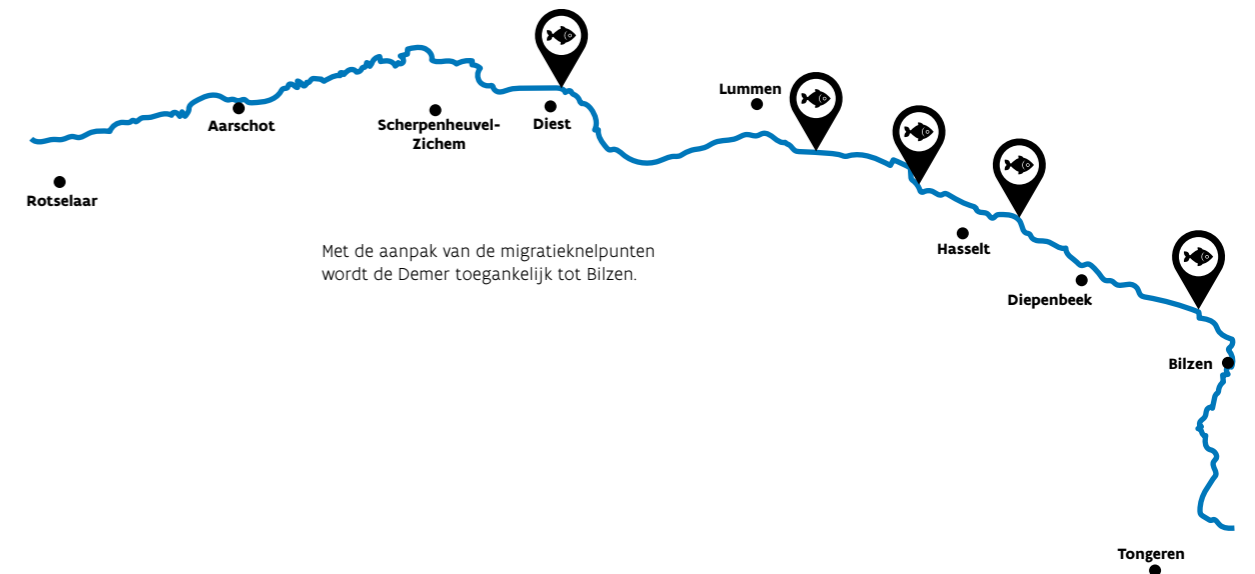 Lummen
Aarschot
Scherpenheuvel-
Zichem
Diest
Rotselaar
Met de aanpak van de migratieknelpunten
wordt de Demer toegankelijk tot Bilzen.
Hasselt
Diepenbeek
Bilzen
Tongeren